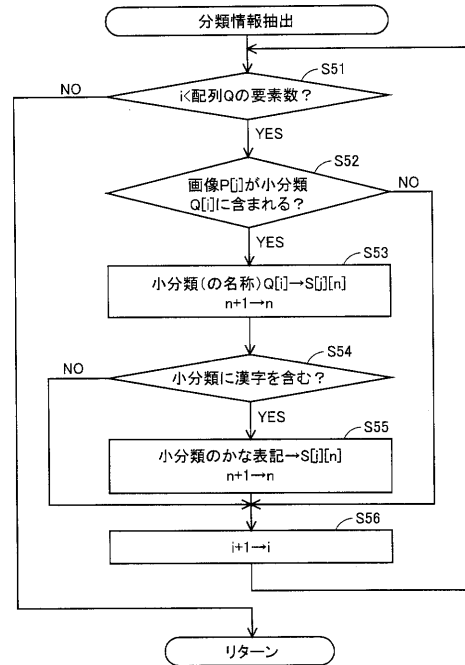 分類情報抽出
S51
i<配列Qの要素数？
NO
YES
S52
画像P[j]が小分類
Q[i]に含まれる？
NO
YES
S53
小分類(の名称)Q[i]→S[j][n]
n+1→n
S54
小分類に漢字を含む？
NO
YES
S55
小分類のかな表記→S[j][n]
n+1→n
S56
i+1→i
リターン